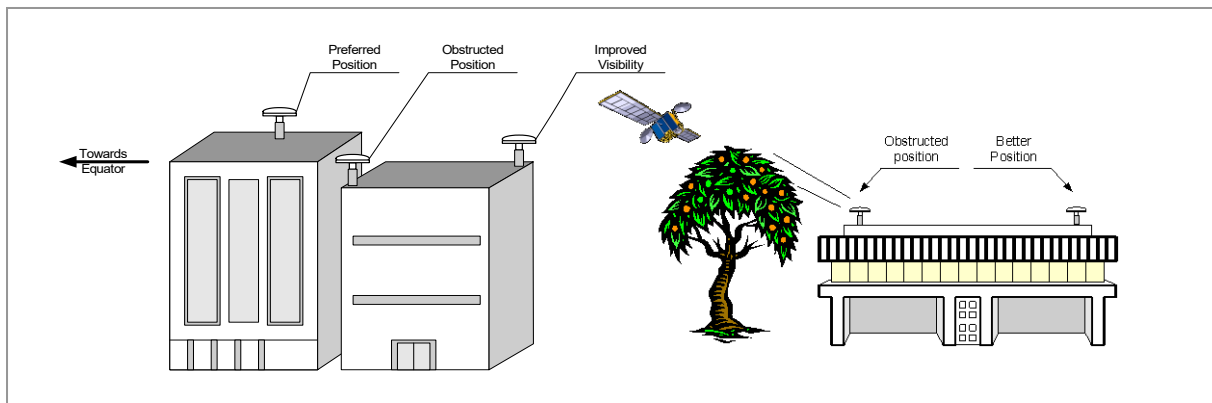 Preferred
Position
Obstructed
Position
Improved
Visibility
Towards
Equator
Obstructed
position
Better
Position